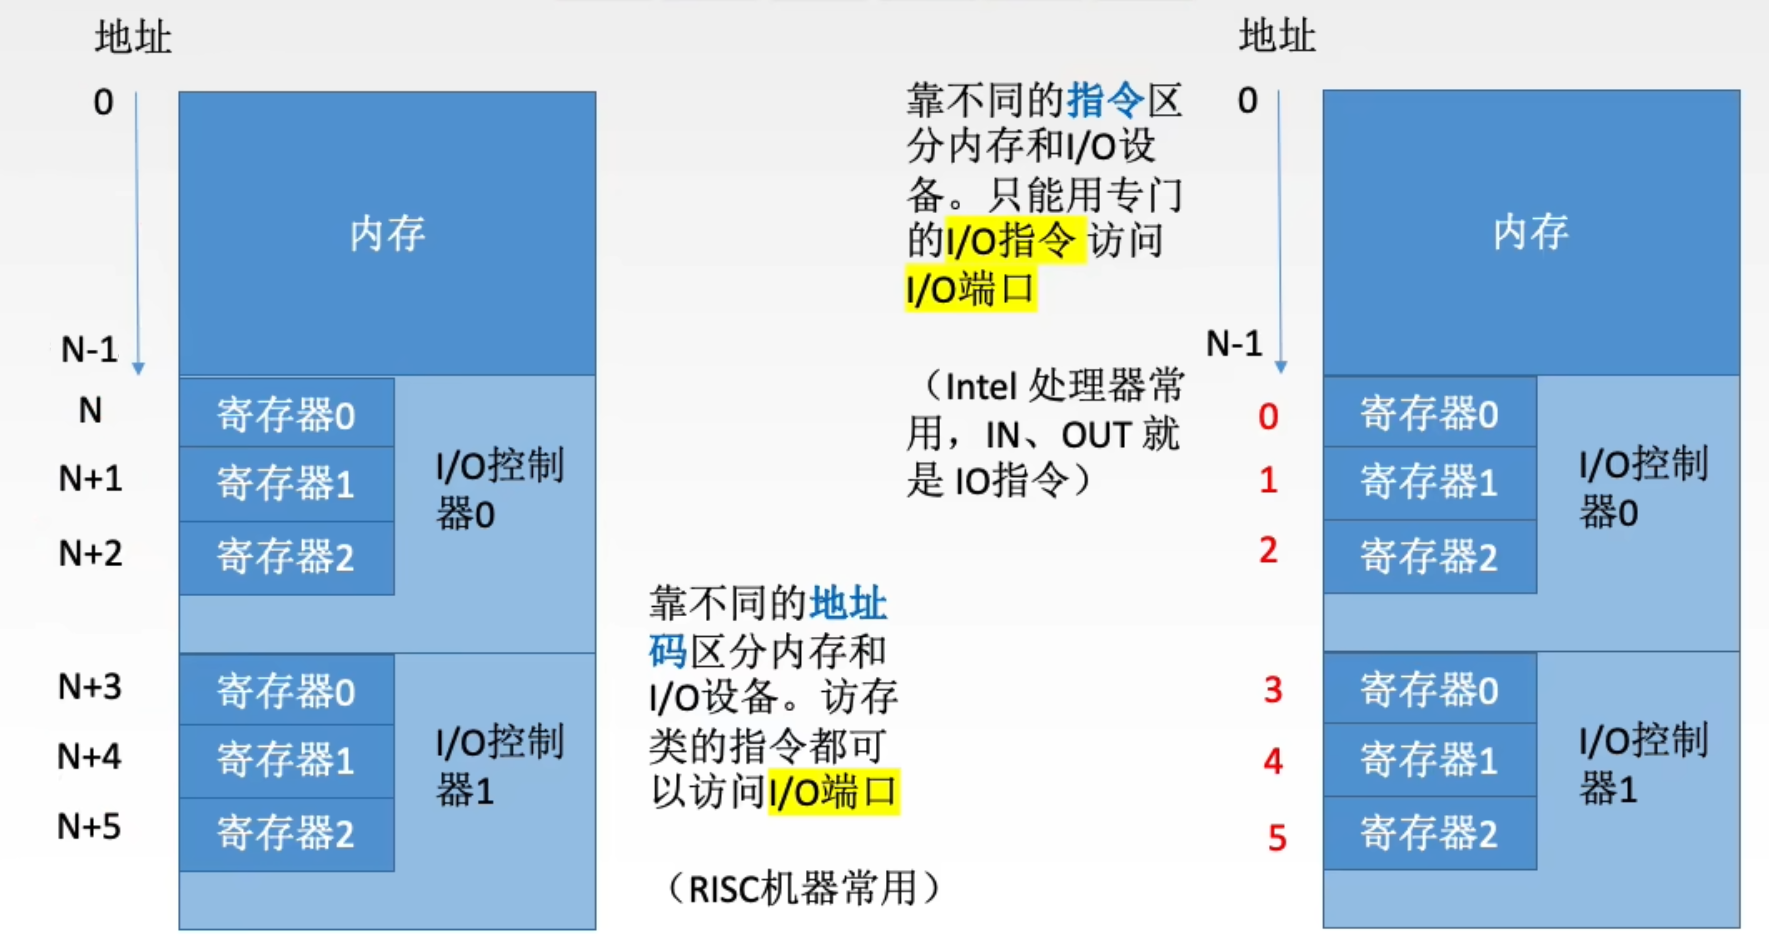 地址
0
内存
N-1
N
寄存器0
N+1
寄存器1
N+2
寄存器2
I/O控制
器0
N+3
寄存器0
N+4
寄存器1
N+5
寄存器2
I/O控制
器1
靠不同的地址
码区分内存和
I/O设备。访存
类的指令都可
以访问I/O端口
（RISC机器常用）
靠不同的指令区
分内存和I/O设
备。只能用专门
的I/O指令 访问
I/O端口
（Intel 处理器常
用，IN、OUT 就
是 IO指令）
地址
0
内存
N-1
0
寄存器0
1
寄存器1
2
寄存器2
I/O控制
器0
3
寄存器0
4
寄存器1
5
寄存器2
I/O控制
器1